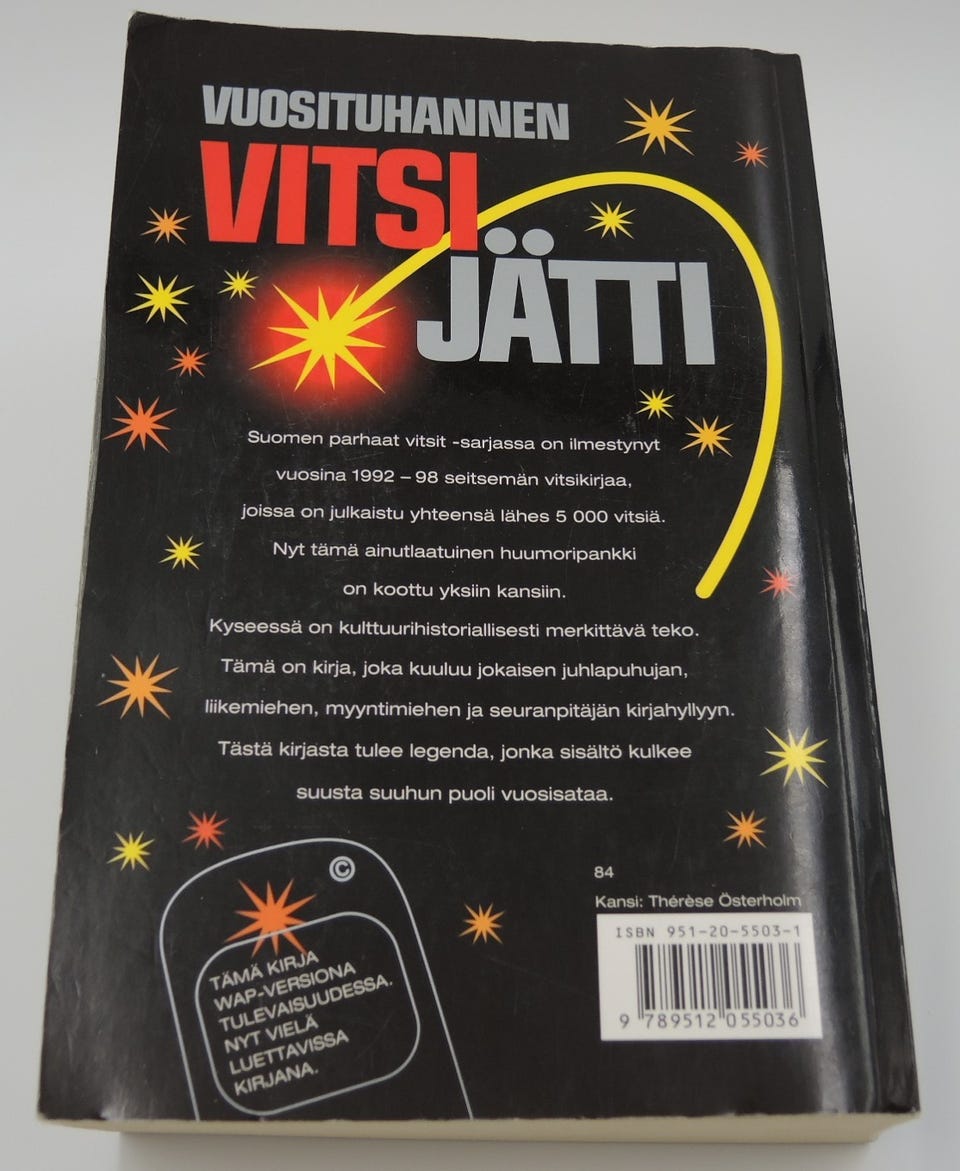 VUOSITUHANNEN
VITSI
JÄTTI
Suomen parhaat vitsit -sarjassa on ilmestynyt
vuosina 1992 – 98 seitsemän vitsikirjaa,
joissa on julkaistu yhteensä lähes 5 000 vitsiä.
Nyt tämä ainutlaatuinen huumoripankki
on koottu yksiin kansiin.
Kyseessä on kulttuurihistoriallisesti merkittävä teko.
Tämä on kirja, joka kuuluu jokaisen juhlapuhujan,
liikemiehen, myyntimiehen ja seuranpitäjän kirjahyllyyn.
Tästä kirjasta tulee legenda, jonka sisältö kulkee
suusta suuhun puoli vuosisataa.
©
TÄMÄ KIRJA
WAP-VERSIONA
TULEVAISUUDESSA.
NYT VIELÄ
LUETTAVISSA
KIRJANA.
84
Kansi: Thérèse Österholm
ISBN 951-20-5503-1
9 789512 055036